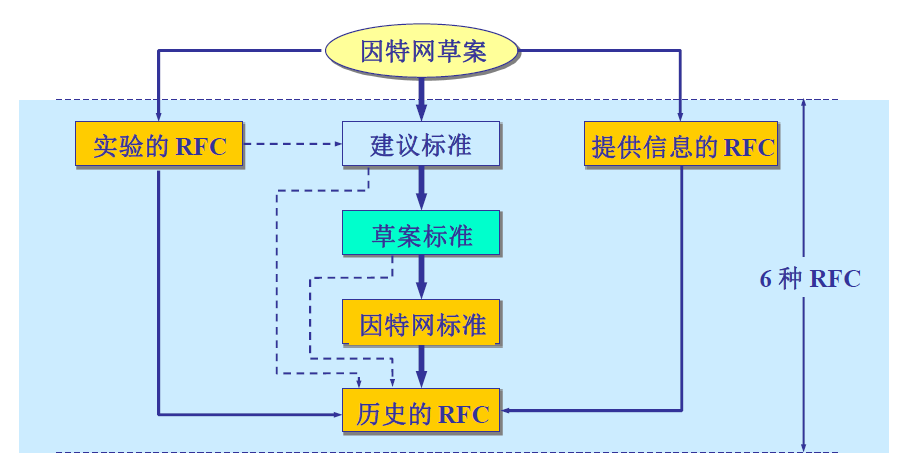 因特网草案
实验的 RFC
建议标准
提供信息的 RFC
草案标准
6 种 RFC
因特网标准
历史的 RFC